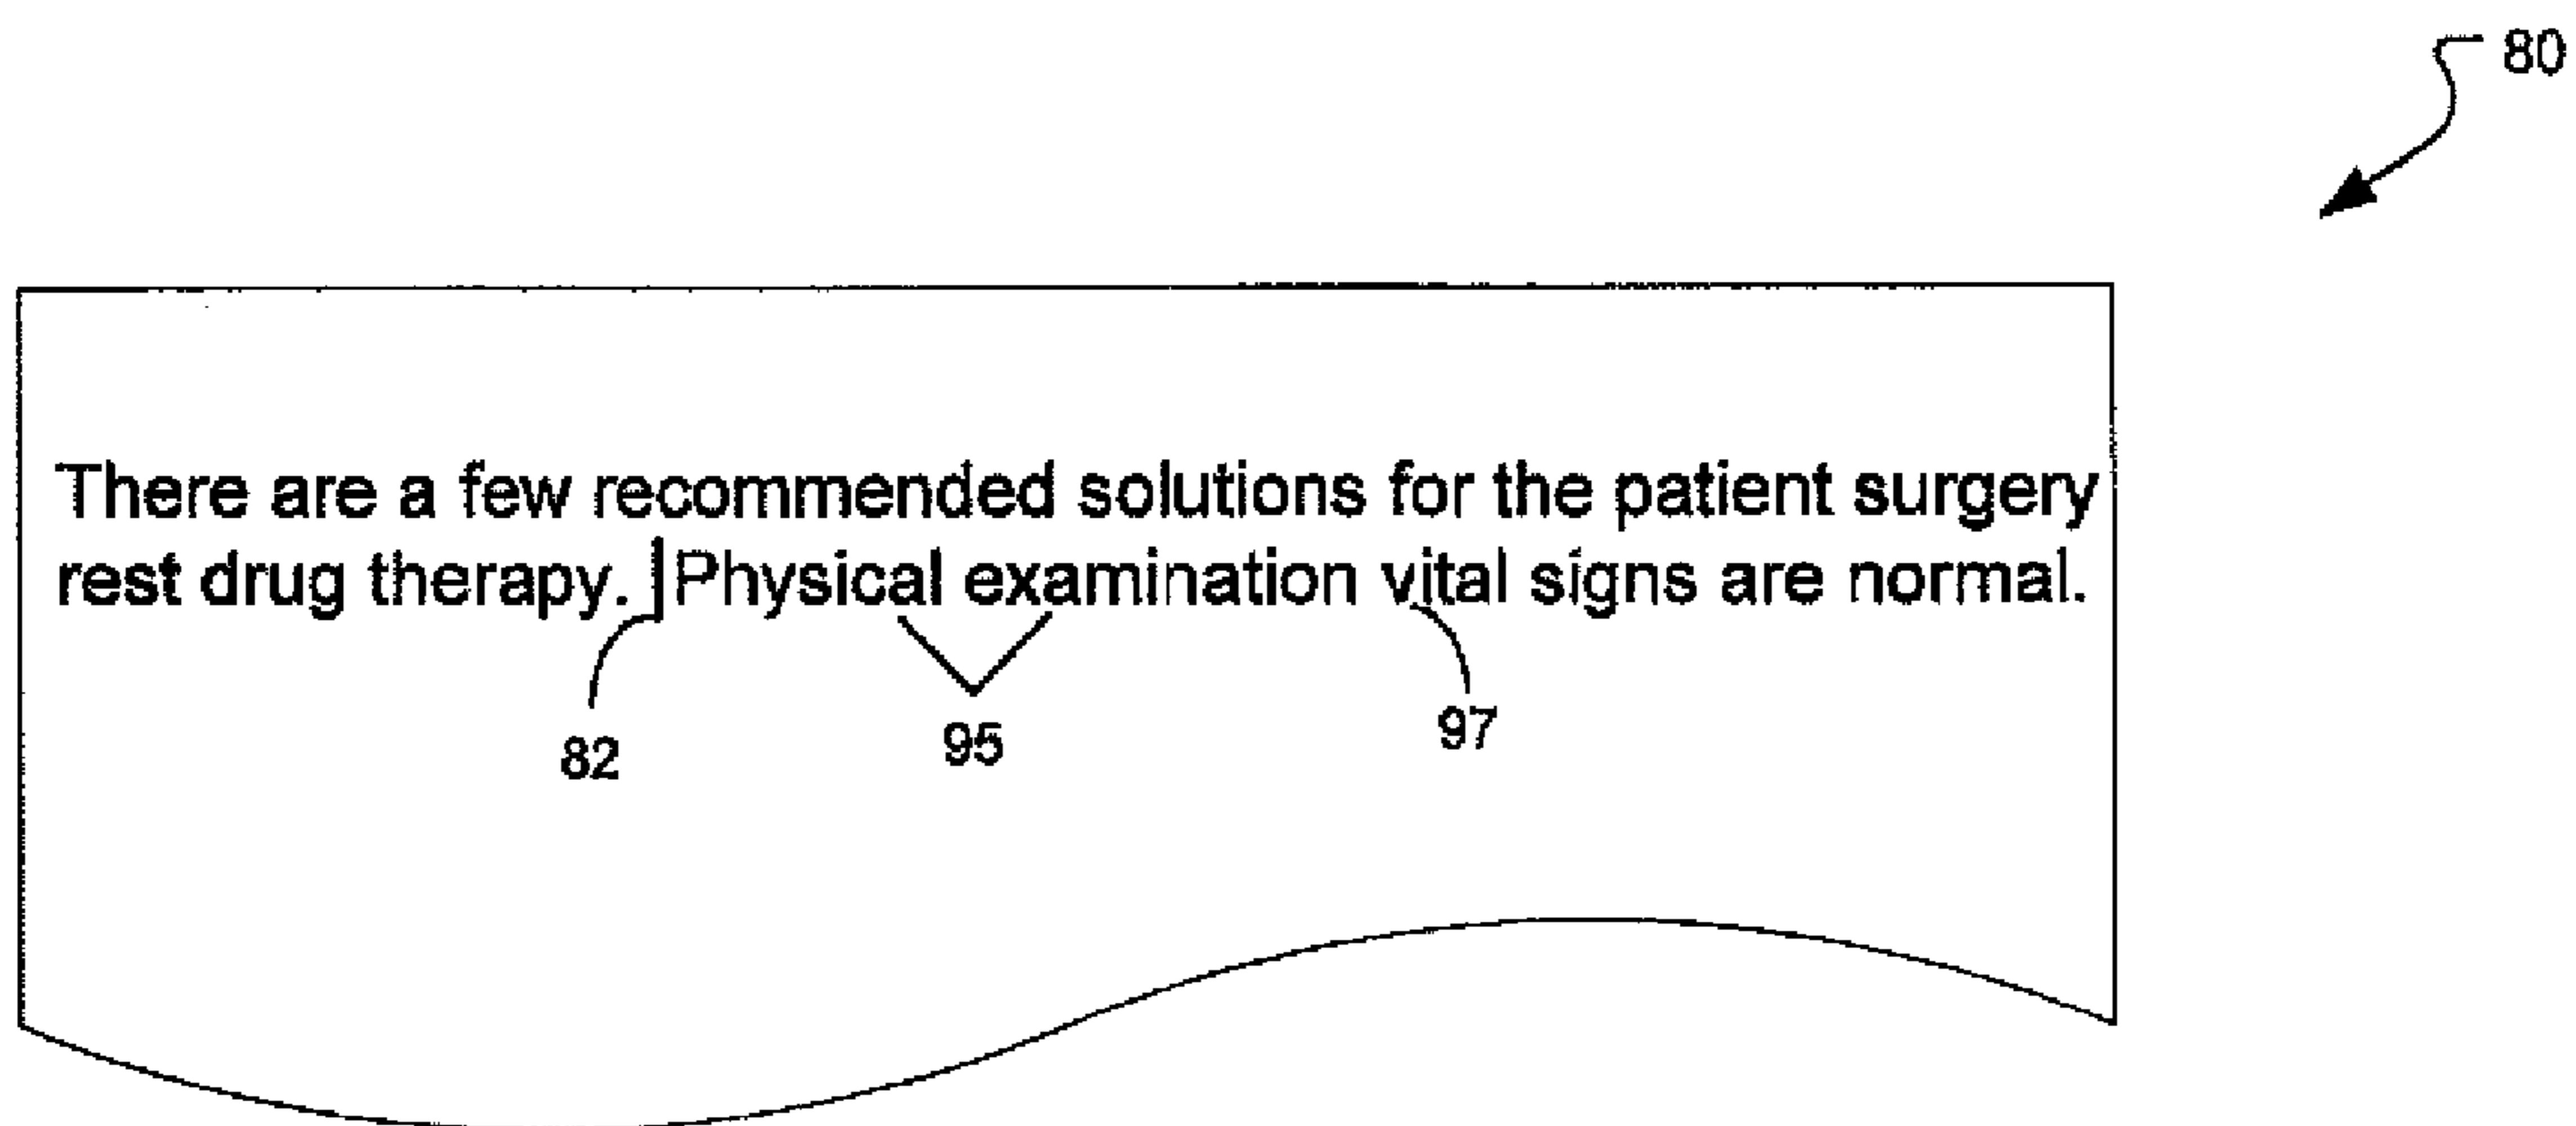 80
There are a few recommended solutions for the patient surgery
rest drug therapy. Physical examination vital signs are normal.
82 95 97